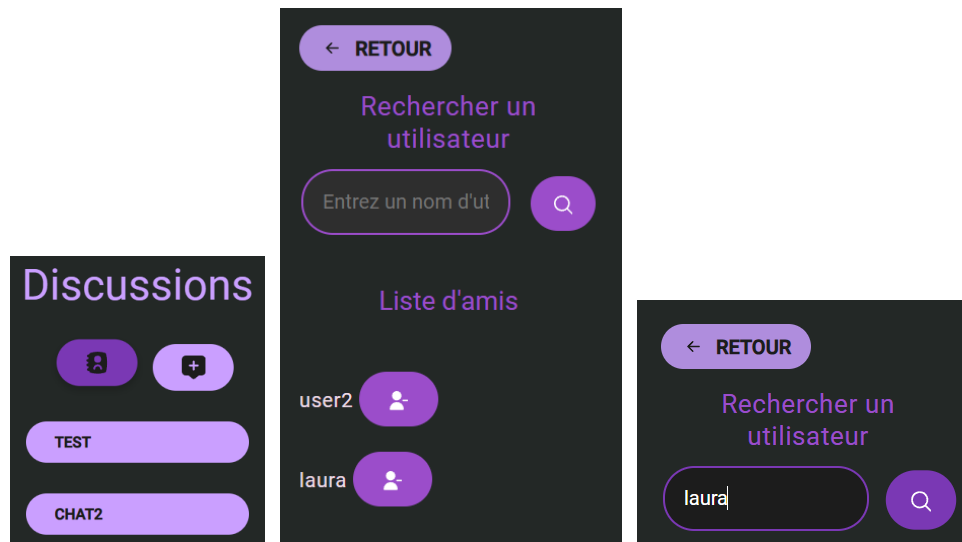 Discussions
TEST
CHAT2
RETOUR
Rechercher un
utilisateur
Entrez un nom d'ut
Liste d'amis
user2
laura
RETOUR
Rechercher un
utilisateur
laura